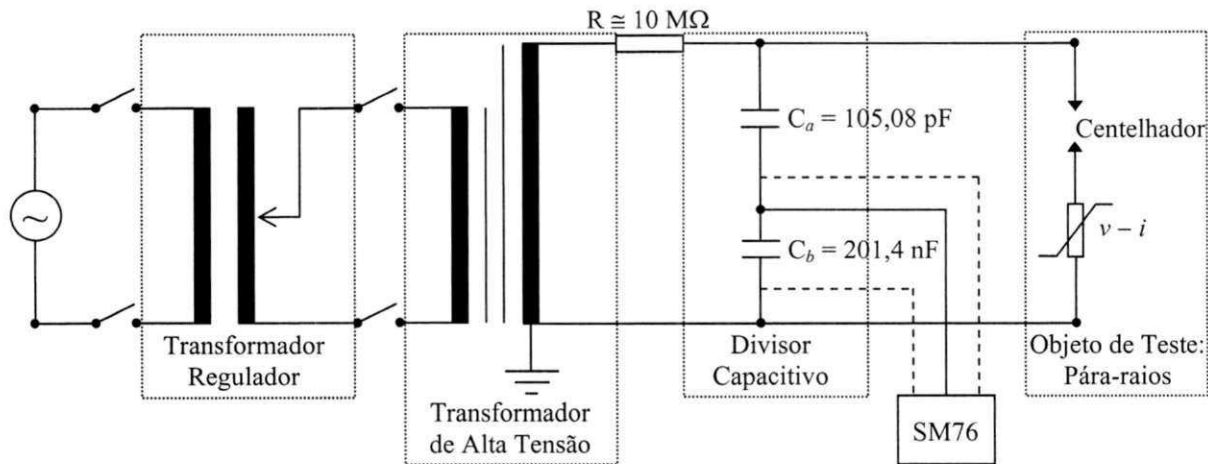 R ≅ 10 MΩ
C_a = 105,08 pF
Centelhador
v – i
C_b = 201,4 nF
Transformador
Regulador
Divisor
Capacitivo
Objeto de Teste:
Pára-raios
Transformador
de Alta Tensão
SM76